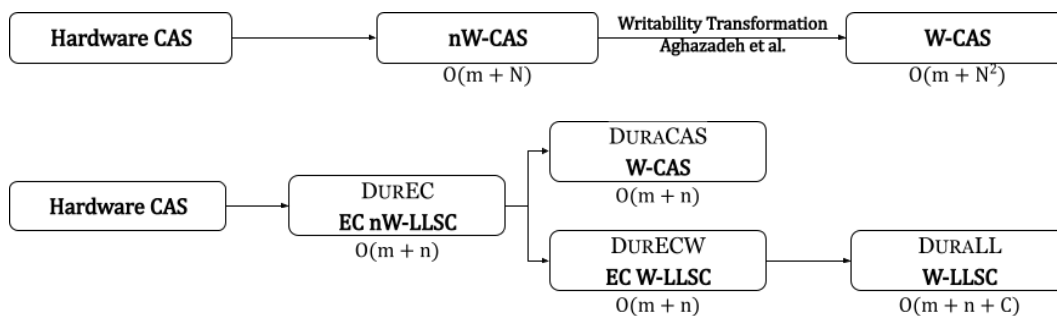 Hardware CAS
nW-CAS
O(m + N)
Writability Transformation
Aghazadeh et al.
W-CAS
O(m + N²)
Hardware CAS
DUREC
EC nW-LLSC
O(m + n)
DURACAS
W-CAS
O(m + n)
DURECW
EC W-LLSC
O(m + n)
DURALL
W-LLSC
O(m + n + C)